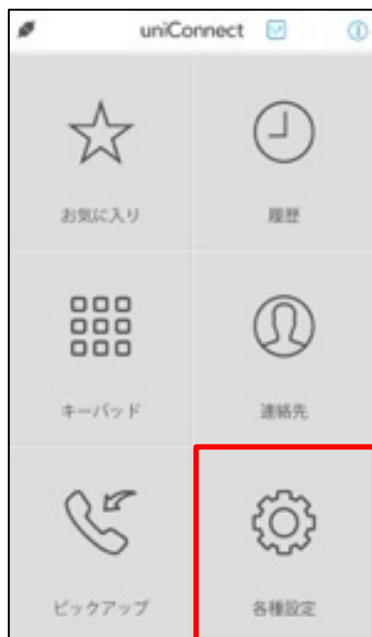 uniConnect
お気に入り
履歴
キーパッド
連絡先
ピックアップ
各種設定